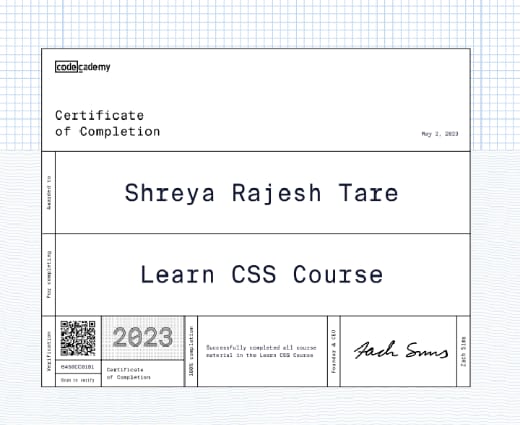 codecademy
Certificate
of Completion
May 2, 2023
Awarded to
Shreya Rajesh Tare
For completing
Learn CSS Course
Verification
Scan to verify
2023
Certificate
of Completion
100% completion
Successfully completed all course
material in the Learn CSS Course
Founder & CEO
Zach Sims
Zach Sims